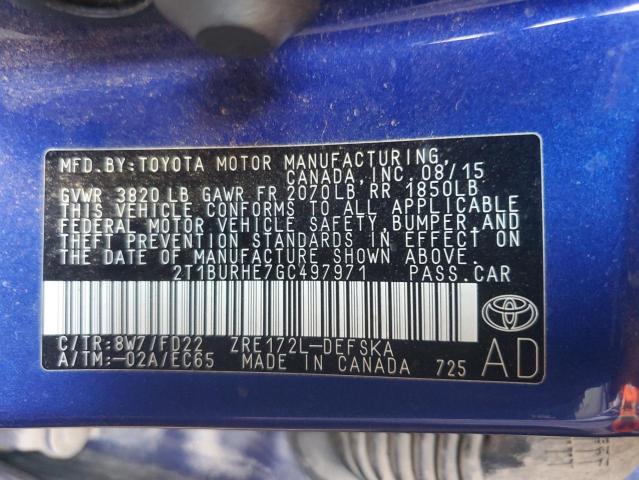 MFD.BY:TOYOTA MOTOR MANUFACTURING,
CANADA,INC. 08/15
GVWR 3820 LB GAWR FR 2070LB RR 1850LB
THIS VEHICLE CONFORMS TO ALL APPLICABLE
FEDERAL MOTOR VEHICLE SAFETY,BUMPER,AND
THEFT PREVENTION STANDARDS IN EFFECT ON
THE DATE OF MANUFACTURE SHOWN ABOVE.
2T1BURHE7GC497971 PASS.CAR
C/TR:8W7/FD22 ZRE172L-DEFSKA
A/TM:-02A/EC65 MADE IN CANADA 725
AD